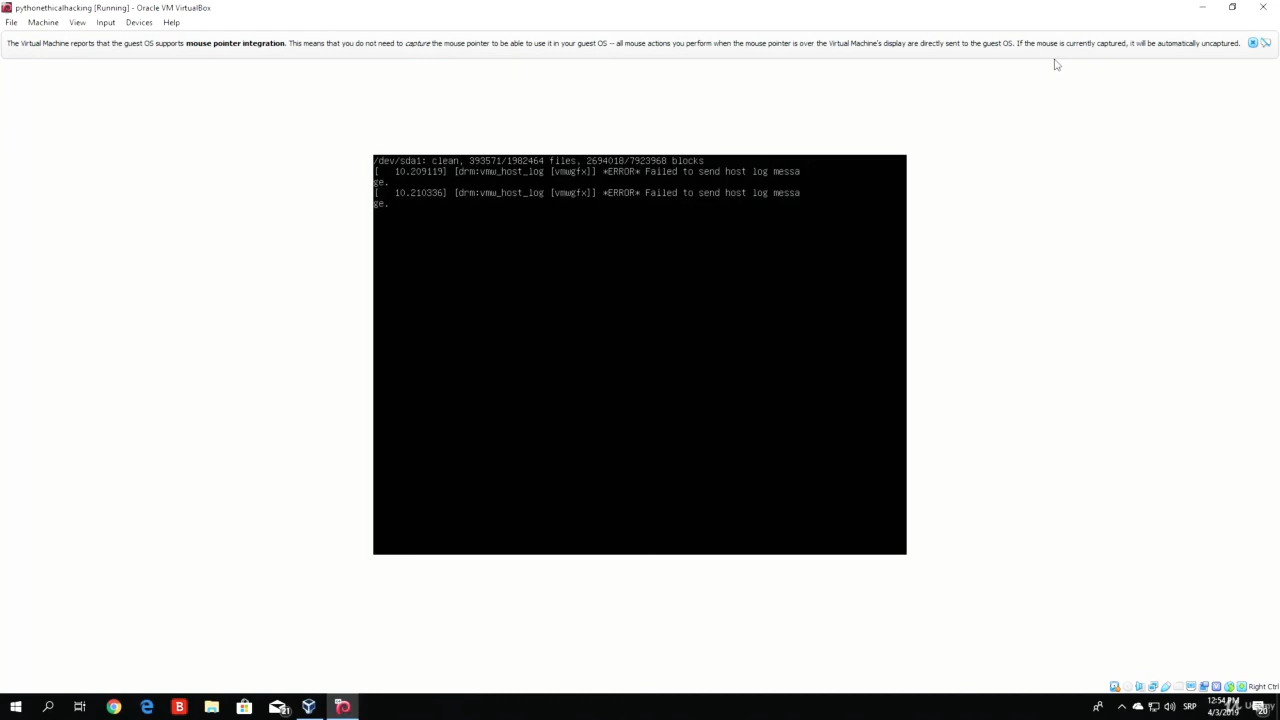 pythonethicalhacking [Running] - Oracle VM VirtualBox
File Machine View Input Devices Help
The Virtual Machine reports that the guest OS supports mouse pointer integration. This means that you do not need to capture the mouse pointer to be able to use it in your guest OS -- all mouse actions you perform when the mouse pointer is over the Virtual Machine's display are directly sent to the guest OS. If the mouse is currently captured, it will be automatically uncaptured.
/dev/sda1: clean, 393571/1982464 files, 2694018/7923968 blocks
[   10.209119] [drm:vmw_host_log [vmwgfx]] *ERROR* Failed to send host log messa
ge.
[   10.210336] [drm:vmw_host_log [vmwgfx]] *ERROR* Failed to send host log messa
ge.
Right Ctrl
B
21
SRP
12:54 PM
20